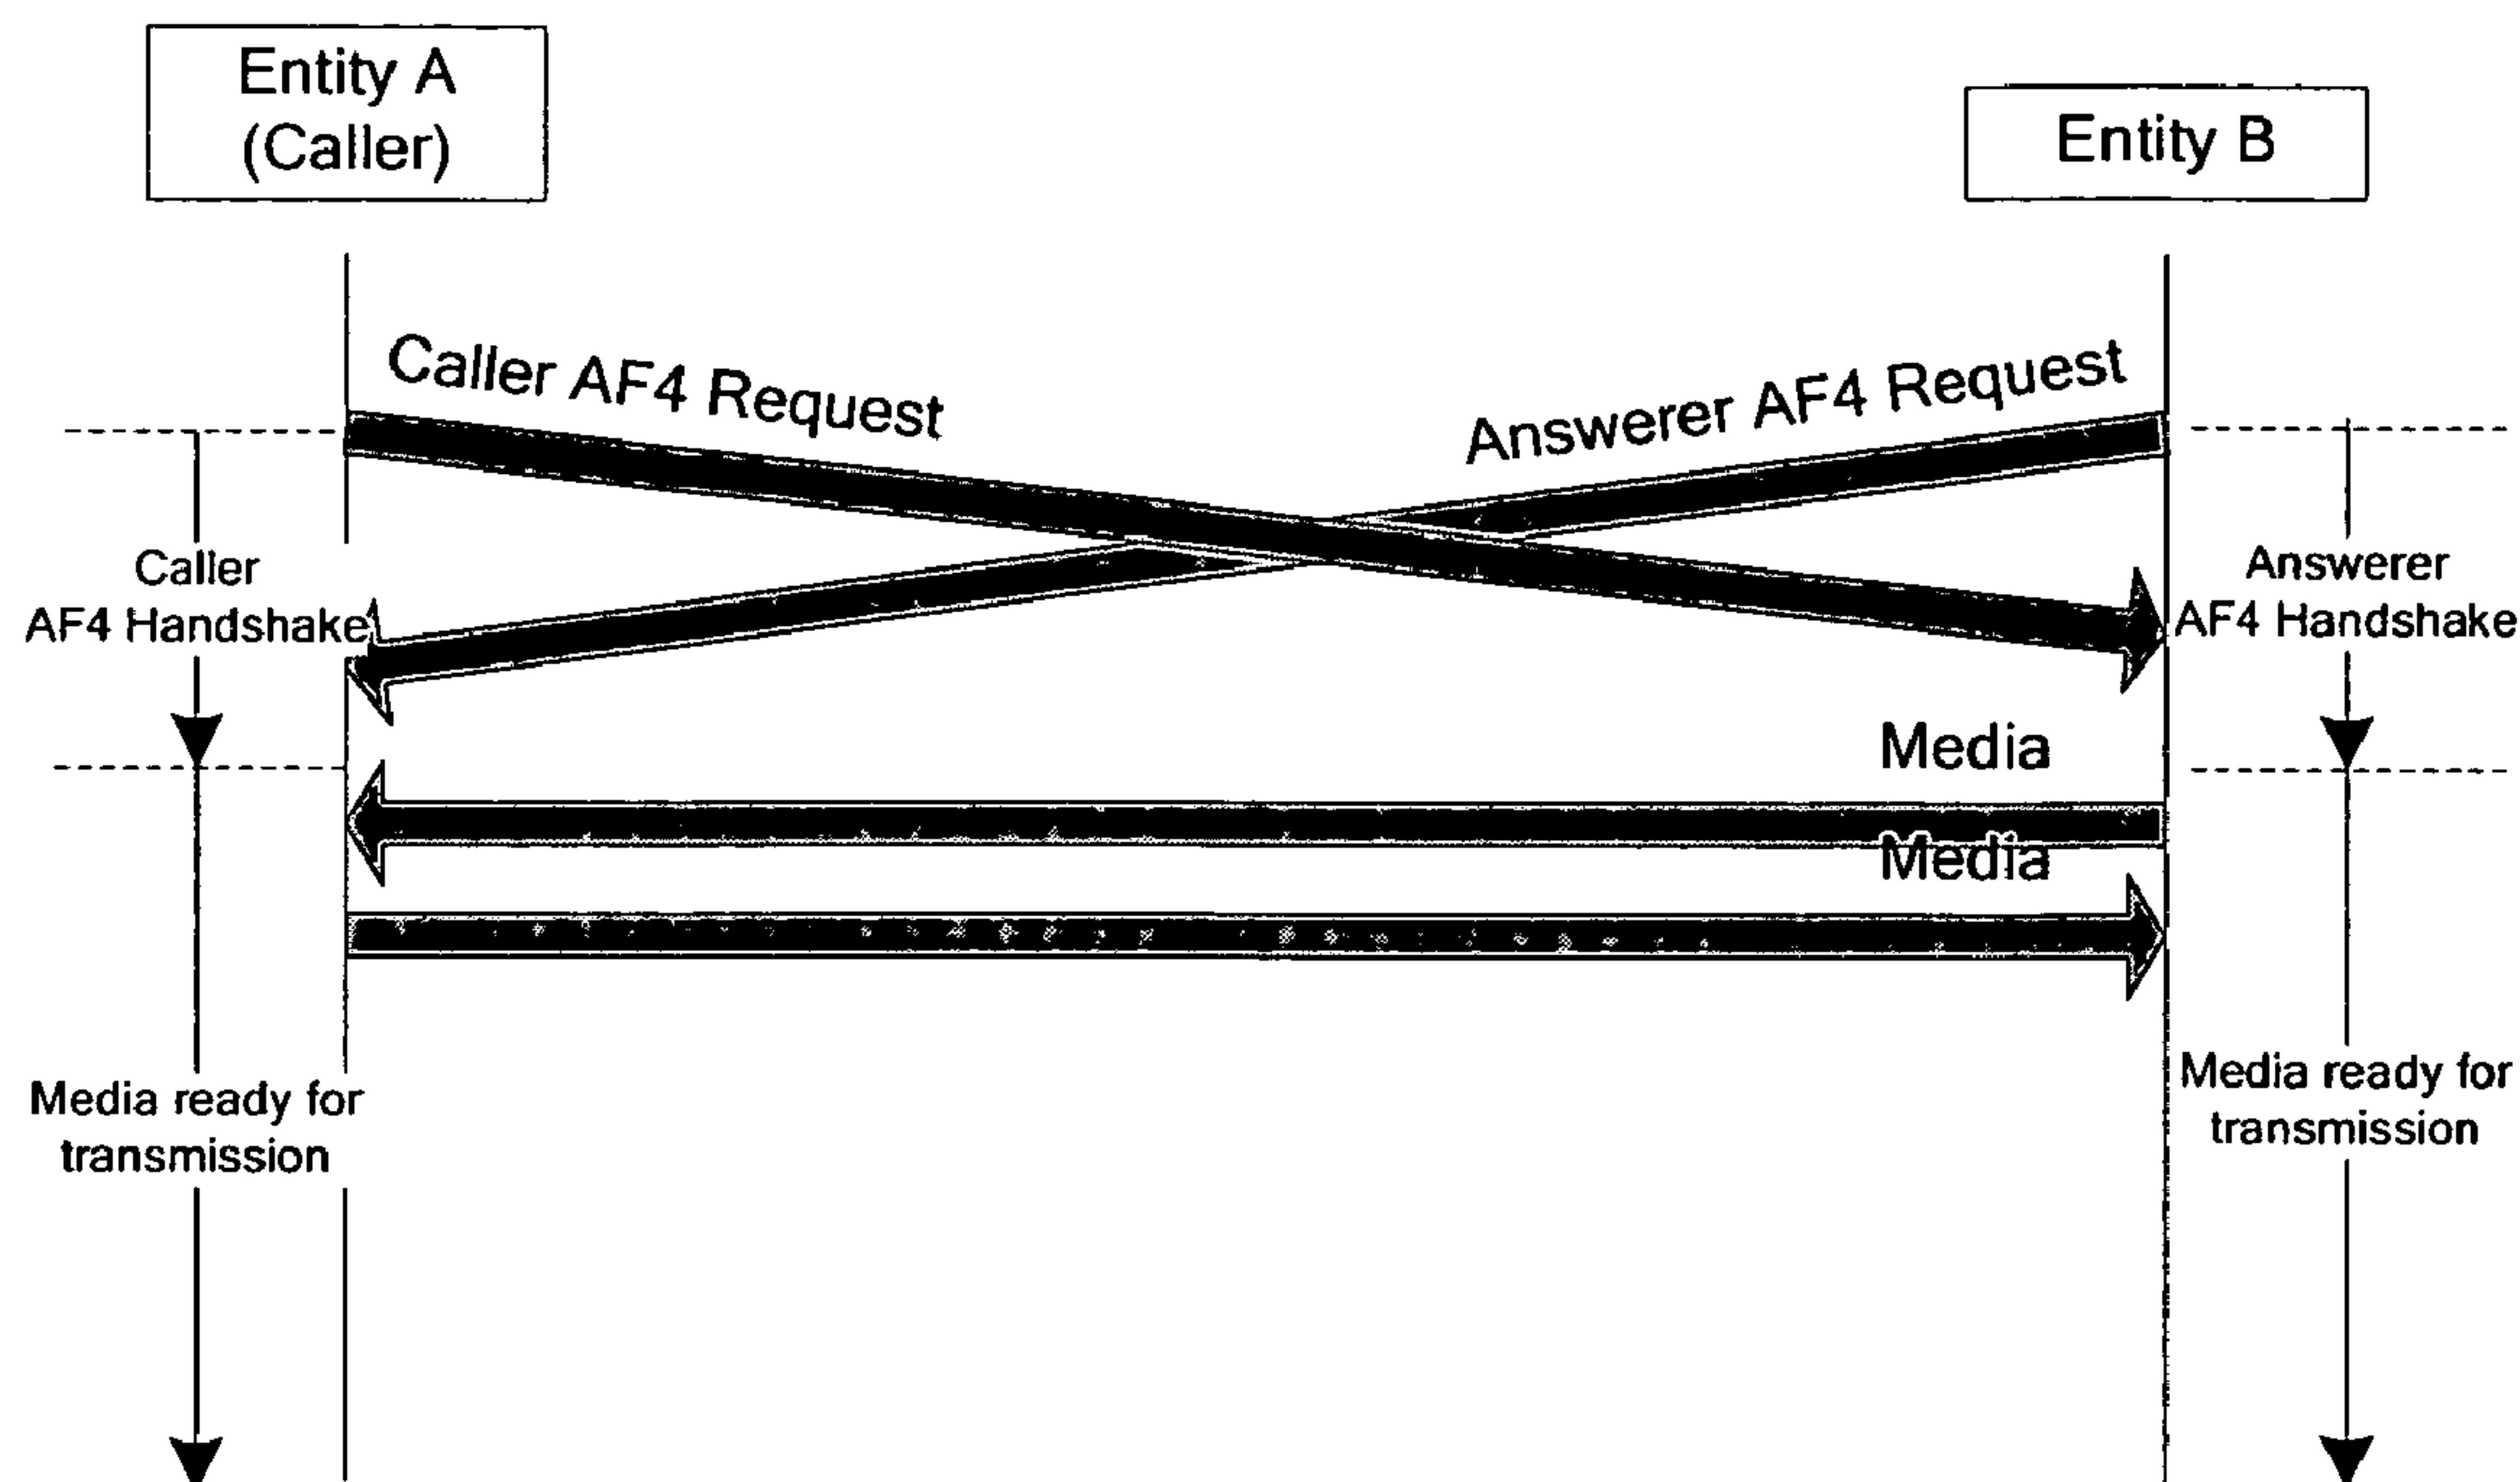 Entity A
(Caller)
Entity B
Caller AF4 Request
Answerer AF4 Request
Caller
AF4 Handshake
Answerer
AF4 Handshake
Media
Media
Media ready for
transmission
Media ready for
transmission